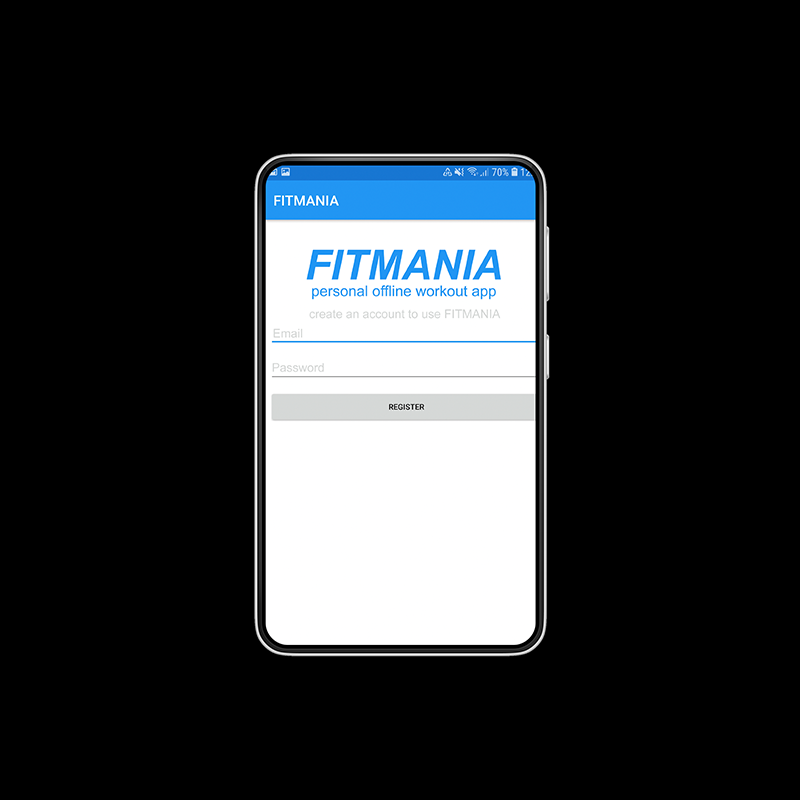 70% 12
FITMANIA
FITMANIA
personal offline workout app
create an account to use FITMANIA
Email
Password
REGISTER